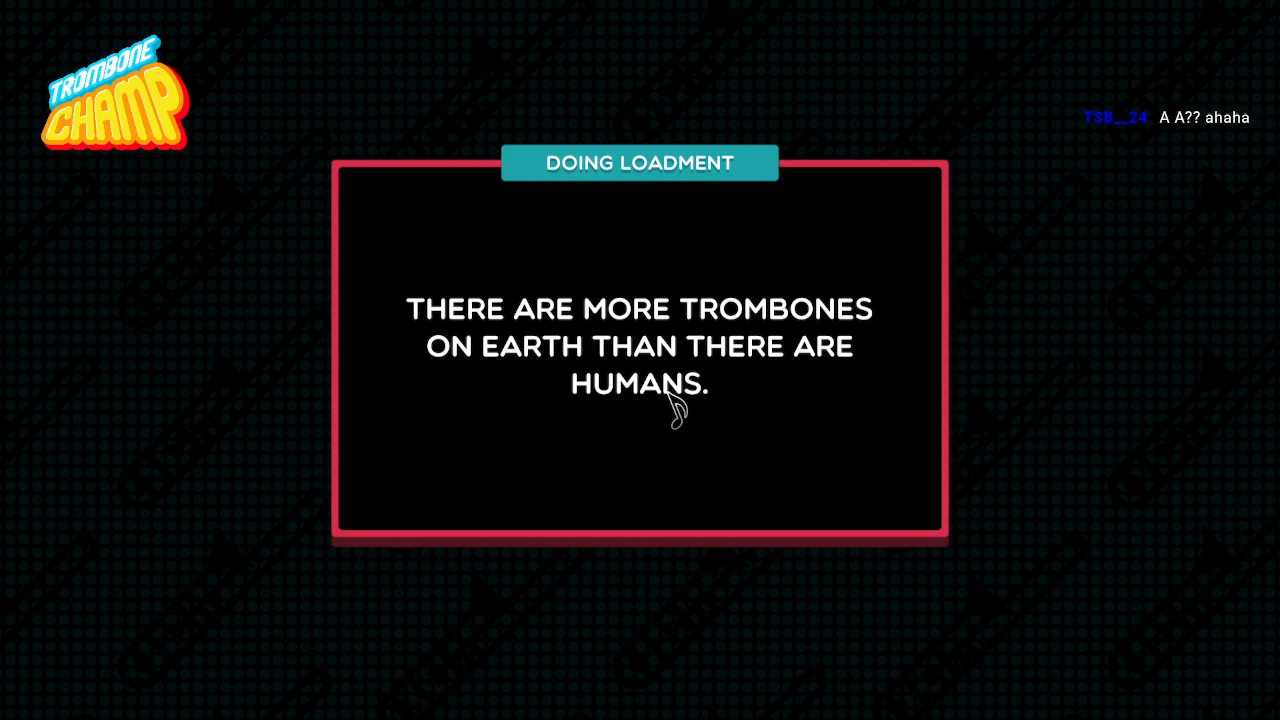 TROMBONE
CHAMP
TSB__24 A A?? ahaha
DOING LOADMENT
THERE ARE MORE TROMBONES
ON EARTH THAN THERE ARE
HUMANS.